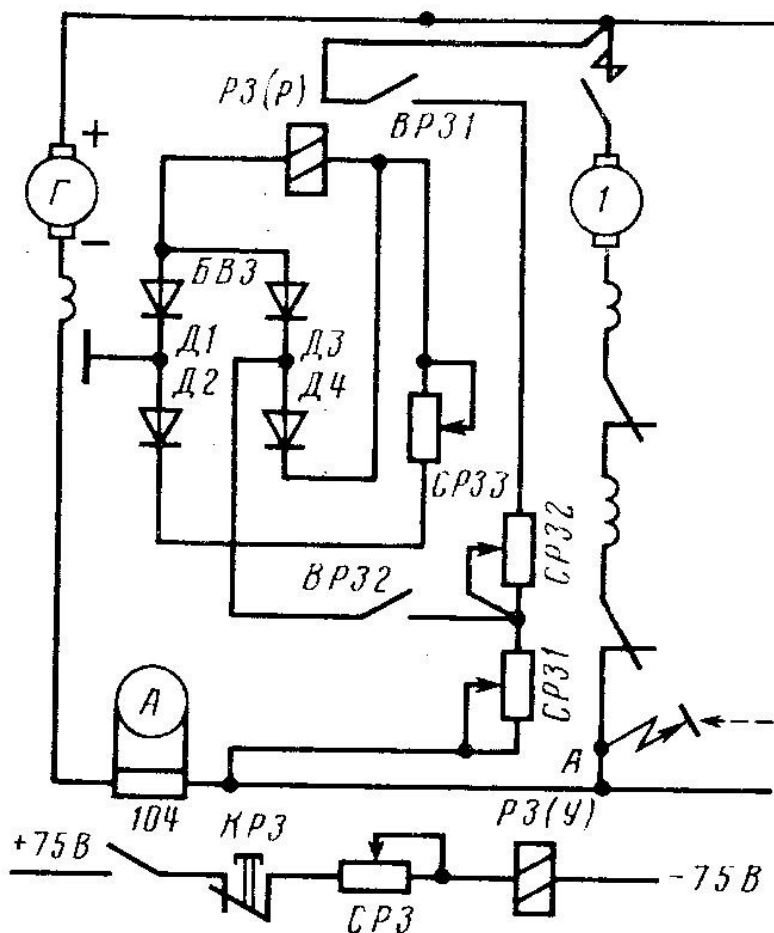 РЗ(Р)
ВРЗ1
+
Г
1
−
БВЗ
Д1 Д3
Д2 Д4
СРЗ3
СРЗ2
ВРЗ2
СРЗ1
А
А
104
КРЗ
РЗ(У)
+75В
−75В
СРЗ